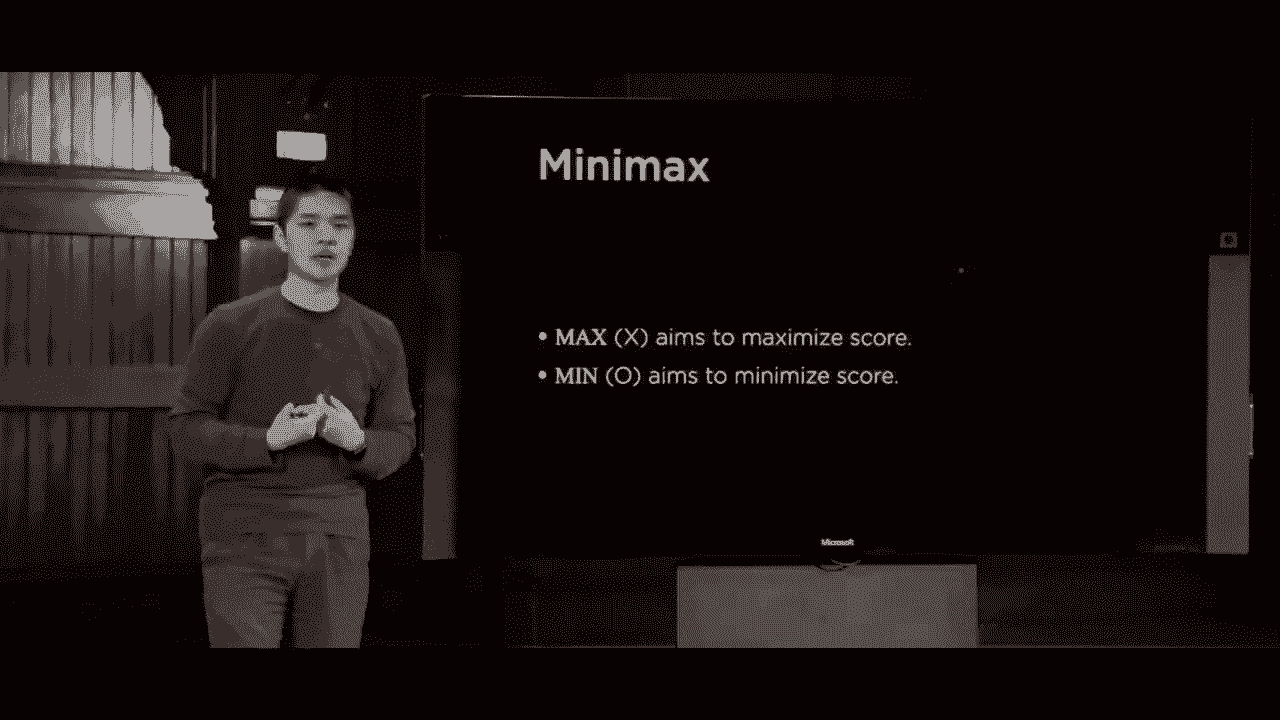 Minimax
• MAX (X) aims to maximize score.
• MIN (O) aims to minimize score.
Microsoft